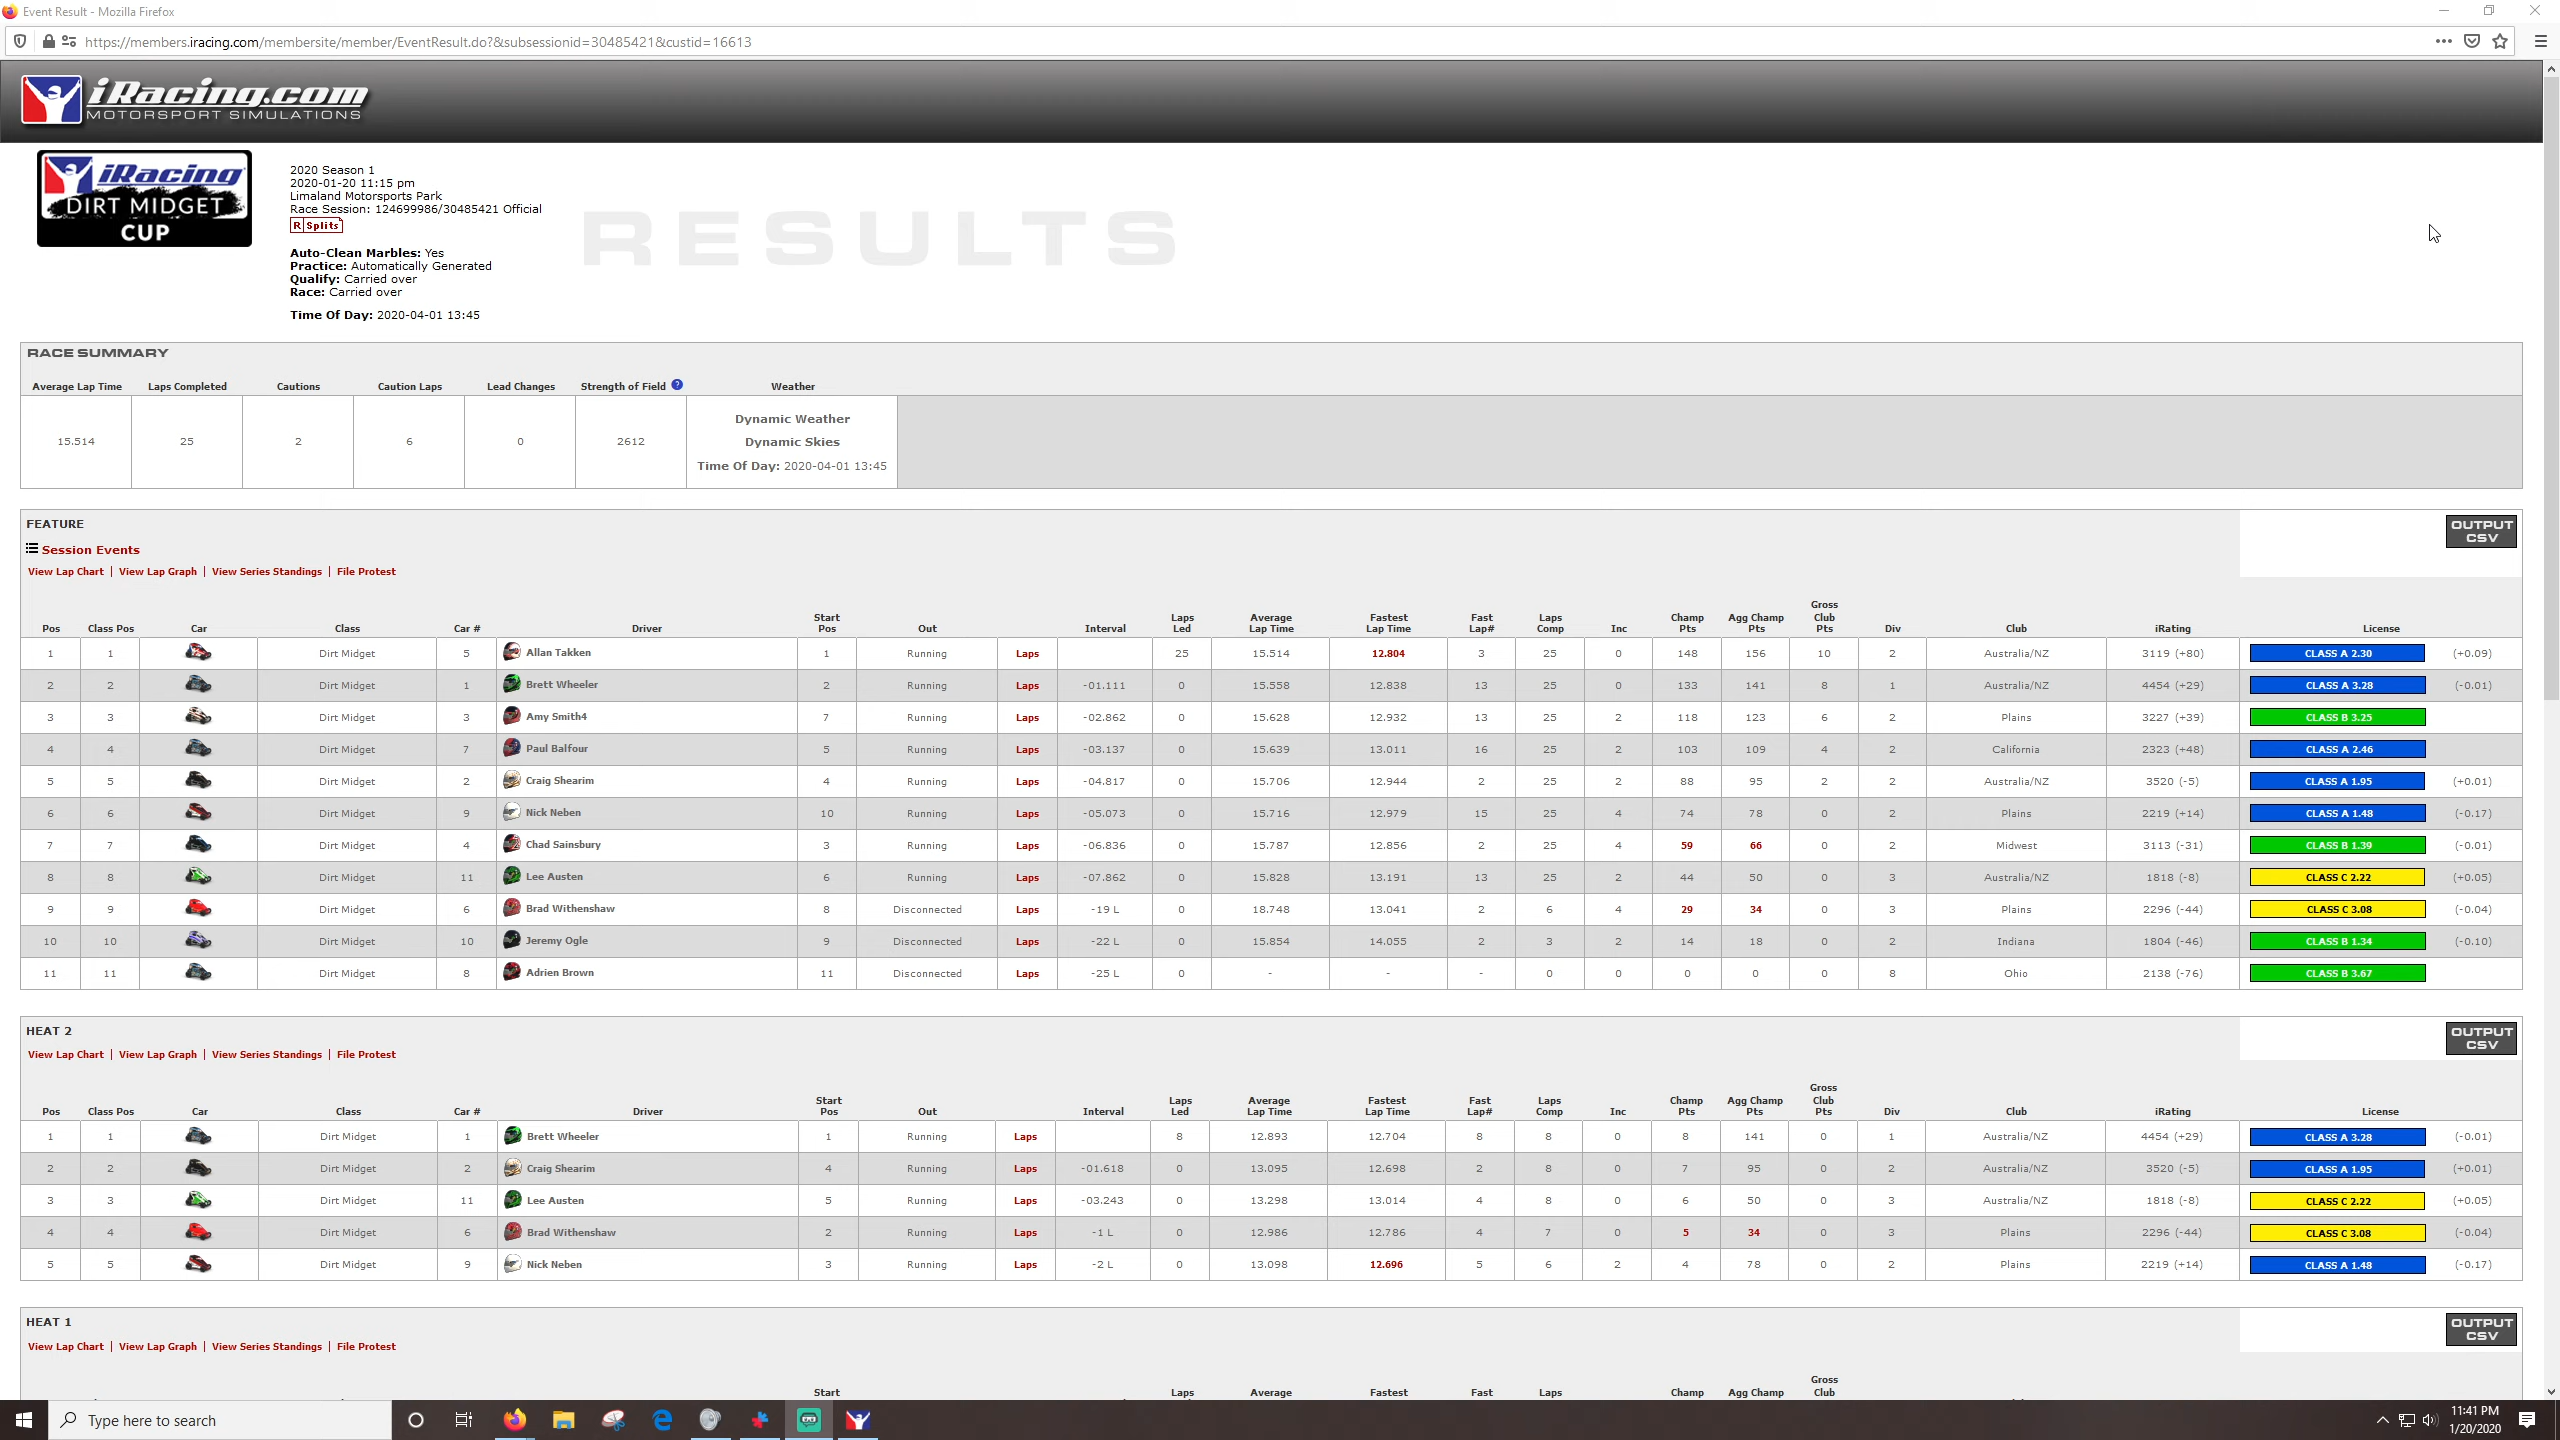 Event Result - Mozilla Firefox
https://members.iracing.com/membersite/member/EventResult.do?&subsessionid=30485421&custid=16613
iRacing.com
MOTORSPORT SIMULATIONS
iRacing
DIRT MIDGET
CUP
2020 Season 1
2020-01-20 11:15 pm
Limaland Motorsports Park
Race Session: 124699986/30485421 Official
R Splits
RESULTS
Auto-Clean Marbles: Yes
Practice: Automatically Generated
Qualify: Carried over
Race: Carried over
Time Of Day: 2020-04-01 13:45
RACE SUMMARY
Average Lap Time Laps Completed Cautions Caution Laps Lead Changes Strength of Field ? Weather
Dynamic Weather
15.514 25 2 6 0 2612 Dynamic Skies
Time Of Day: 2020-04-01 13:45
FEATURE
OUTPUT CSV
Session Events
View Lap Chart | View Lap Graph | View Series Standings | File Protest
Pos Class Pos Car Class Car # Driver Start Pos Out Interval Laps Led Average Lap Time Fastest Lap Time Fast Lap# Laps Comp Inc Champ Pts Agg Champ Pts Gross Club Pts Div Club iRating License
1 1 Dirt Midget 5 Allan Takken 1 Running Laps 25 15.514 12.804 3 25 0 148 156 10 2 Australia/NZ 3119 (+80) CLASS A 2.30 (+0.09)
2 2 Dirt Midget 1 Brett Wheeler 2 Running Laps -01.111 0 15.558 12.838 13 25 0 133 141 8 1 Australia/NZ 4454 (+29) CLASS A 3.28 (-0.01)
3 3 Dirt Midget 3 Amy Smith4 7 Running Laps -02.862 0 15.628 12.932 13 25 2 118 123 6 2 Plains 3227 (+39) CLASS B 3.25
4 4 Dirt Midget 7 Paul Balfour 5 Running Laps -03.137 0 15.639 13.011 16 25 2 103 109 4 2 California 2323 (+48) CLASS A 2.46
5 5 Dirt Midget 2 Craig Shearim 4 Running Laps -04.817 0 15.706 12.944 2 25 2 88 95 2 2 Australia/NZ 3520 (-5) CLASS A 1.95 (+0.01)
6 6 Dirt Midget 9 Nick Neben 10 Running Laps -05.073 0 15.716 12.979 15 25 4 74 78 0 2 Plains 2219 (+14) CLASS A 1.48 (-0.17)
7 7 Dirt Midget 4 Chad Sainsbury 3 Running Laps -06.836 0 15.787 12.856 2 25 4 59 66 0 2 Midwest 3113 (-31) CLASS B 1.39 (-0.01)
8 8 Dirt Midget 11 Lee Austen 6 Running Laps -07.862 0 15.828 13.191 13 25 2 44 50 0 3 Australia/NZ 1818 (-8) CLASS C 2.22 (+0.05)
9 9 Dirt Midget 6 Brad Withenshaw 8 Disconnected Laps -19 L 0 18.748 13.041 2 6 4 29 34 0 3 Plains 2296 (-44) CLASS C 3.08 (-0.04)
10 10 Dirt Midget 10 Jeremy Ogle 9 Disconnected Laps -22 L 0 15.854 14.055 2 3 2 14 18 0 2 Indiana 1804 (-46) CLASS B 1.34 (-0.10)
11 11 Dirt Midget 8 Adrien Brown 11 Disconnected Laps -25 L 0 - - - 0 0 0 0 0 8 Ohio 2138 (-76) CLASS B 3.67
HEAT 2
OUTPUT CSV
View Lap Chart | View Lap Graph | View Series Standings | File Protest
Pos Class Pos Car Class Car # Driver Start Pos Out Interval Laps Led Average Lap Time Fastest Lap Time Fast Lap# Laps Comp Inc Champ Pts Agg Champ Pts Gross Club Pts Div Club iRating License
1 1 Dirt Midget 1 Brett Wheeler 1 Running Laps 8 12.893 12.704 8 8 0 8 141 0 1 Australia/NZ 4454 (+29) CLASS A 3.28 (-0.01)
2 2 Dirt Midget 2 Craig Shearim 4 Running Laps -01.618 0 13.095 12.698 2 8 0 7 95 0 2 Australia/NZ 3520 (-5) CLASS A 1.95 (+0.01)
3 3 Dirt Midget 11 Lee Austen 5 Running Laps -03.243 0 13.298 13.014 4 8 0 6 50 0 3 Australia/NZ 1818 (-8) CLASS C 2.22 (+0.05)
4 4 Dirt Midget 6 Brad Withenshaw 2 Running Laps -1 L 0 12.986 12.786 4 7 0 5 34 0 3 Plains 2296 (-44) CLASS C 3.08 (-0.04)
5 5 Dirt Midget 9 Nick Neben 3 Running Laps -2 L 0 13.098 12.696 5 6 2 4 78 0 2 Plains 2219 (+14) CLASS A 1.48 (-0.17)
HEAT 1
OUTPUT CSV
View Lap Chart | View Lap Graph | View Series Standings | File Protest
Start Laps Average Fastest Fast Laps Champ Agg Champ Gross Club
Type here to search
11:41 PM
1/20/2020